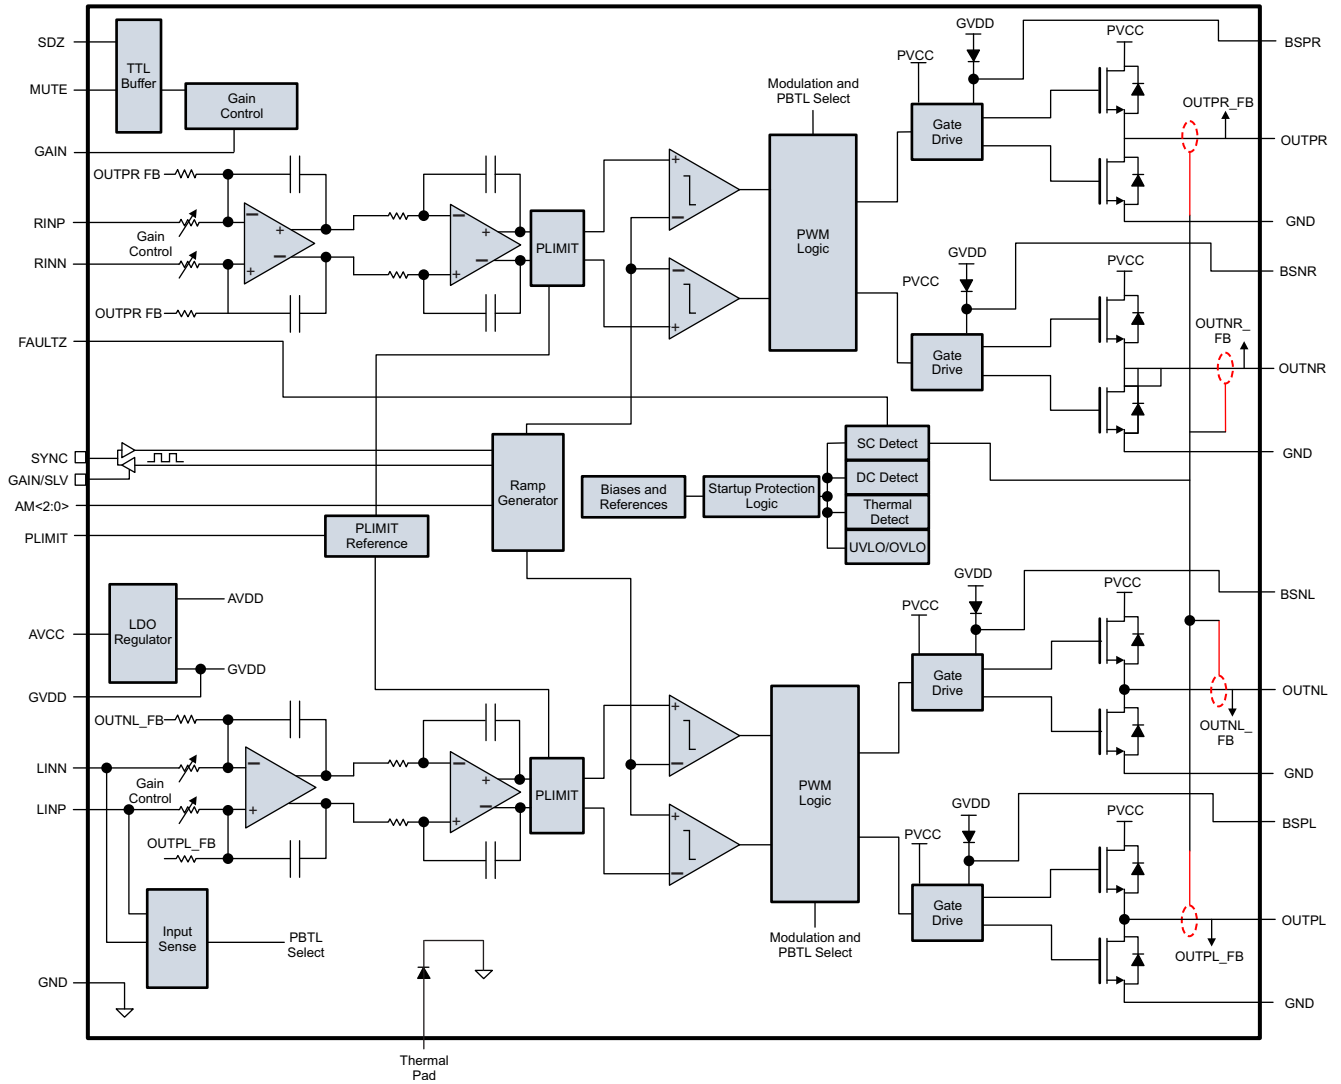 GVDD
PVCC
PVCC
BSPR
SDZ
TTL
Buffer
MUTE
Gain
Control
Modulation and
PBTL Select
Gate
Drive
OUTPR_FB
OUTPR
GAIN
OUTPR FB
RINP
Gain
Control
RINN
OUTPR FB
PLIMIT
PWM
Logic
GND
GVDD
PVCC
PVCC
BSNR
OUTNR_
FB
Gate
Drive
OUTNR
FAULTZ
SYNC
GAIN/SLV
AM<2:0>
PLIMIT
PLIMIT
Reference
Ramp
Generator
Biases and
References
Startup Protection
Logic
SC Detect
DC Detect
Thermal
Detect
UVLO/OVLO
GND
GVDD
PVCC
PVCC
BSNL
AVDD
LDO
Regulator
AVCC
GVDD
GVDD
Gate
Drive
OUTNL
OUTNL_
FB
OUTNL_FB
LINN
Gain
Control
LINP
OUTPL_FB
PLIMIT
PWM
Logic
GND
GVDD
PVCC
PVCC
BSPL
Gate
Drive
OUTPL
OUTPL_FB
Input
Sense
PBTL
Select
Modulation and
PBTL Select
GND
GND
Thermal
Pad